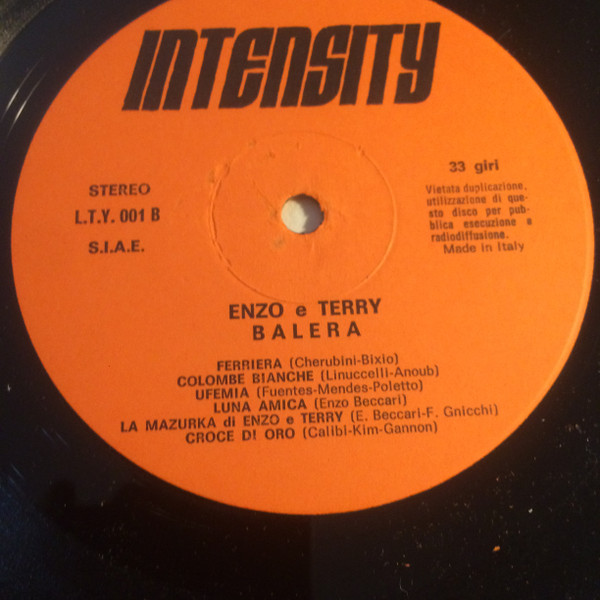 INTENSITY
STEREO
L.T.Y. 001 B
S.I.A.E.
33 giri
Vietata duplicazione,
utilizzazione di que-
sto disco per pub-
blica esecuzione e
radiodiffusione.
Made in Italy
ENZO e TERRY
BALERA
FERRIERA (Cherubini-Bixio)
COLOMBE BIANCHE (Linuccelli-Anoub)
UFEMIA (Fuentes-Mendes-Poletto)
LUNA AMICA (Enzo Beccari)
LA MAZURKA di ENZO e TERRY (E. Beccari-F. Gnicchi)
CROCE DI ORO (Calibi-Kim-Gannon)